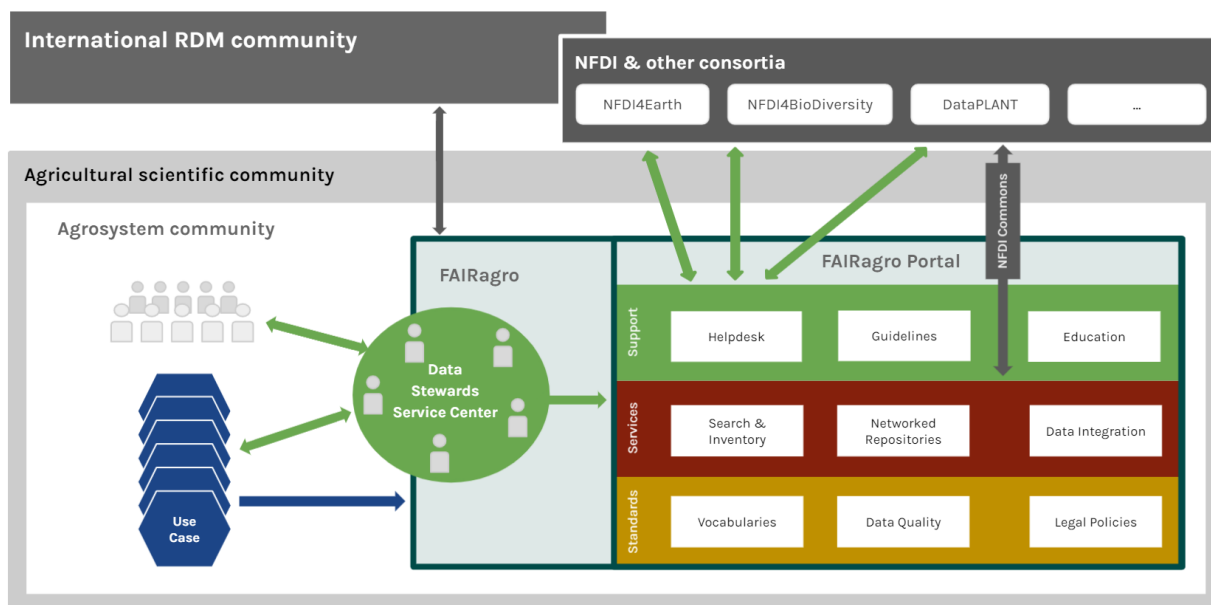 International RDM community
NFDI & other consortia
NFDI4Earth
NFDI4BioDiversity
DataPLANT
...
Agricultural scientific community
Agrosystem community
NFDI Commons
FAIRagro
FAIRagro Portal
Data
Stewards
Service Center
Use
Case
Support
Helpdesk
Guidelines
Education
Services
Search &
Inventory
Networked
Repositories
Data Integration
Standards
Vocabularies
Data Quality
Legal Policies